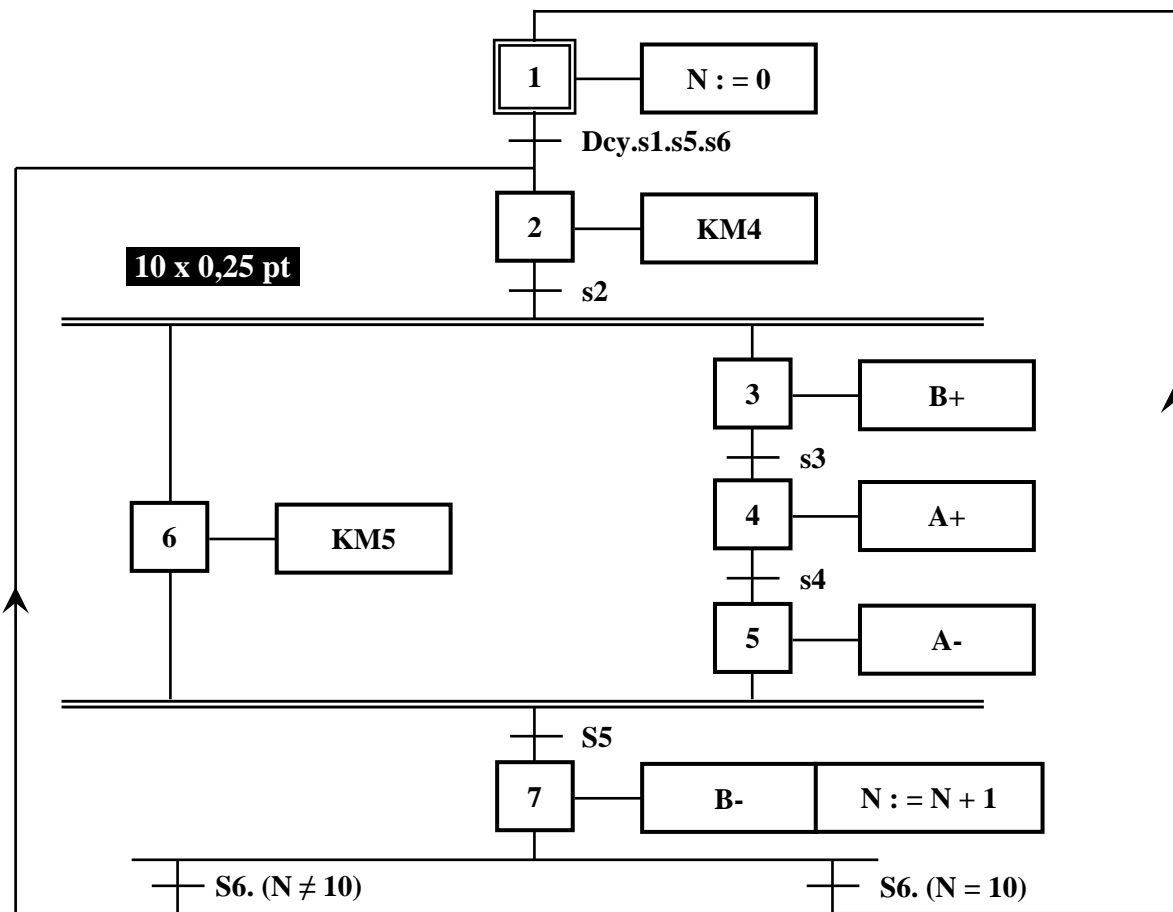 1
N : = 0
Dcy.s1.s5.s6
2
KM4
10 x 0,25 pt
s2
3
B+
s3
4
A+
6
KM5
s4
5
A-
S5
7
B-
N : = N + 1
S6. (N ≠ 10)
S6. (N = 10)